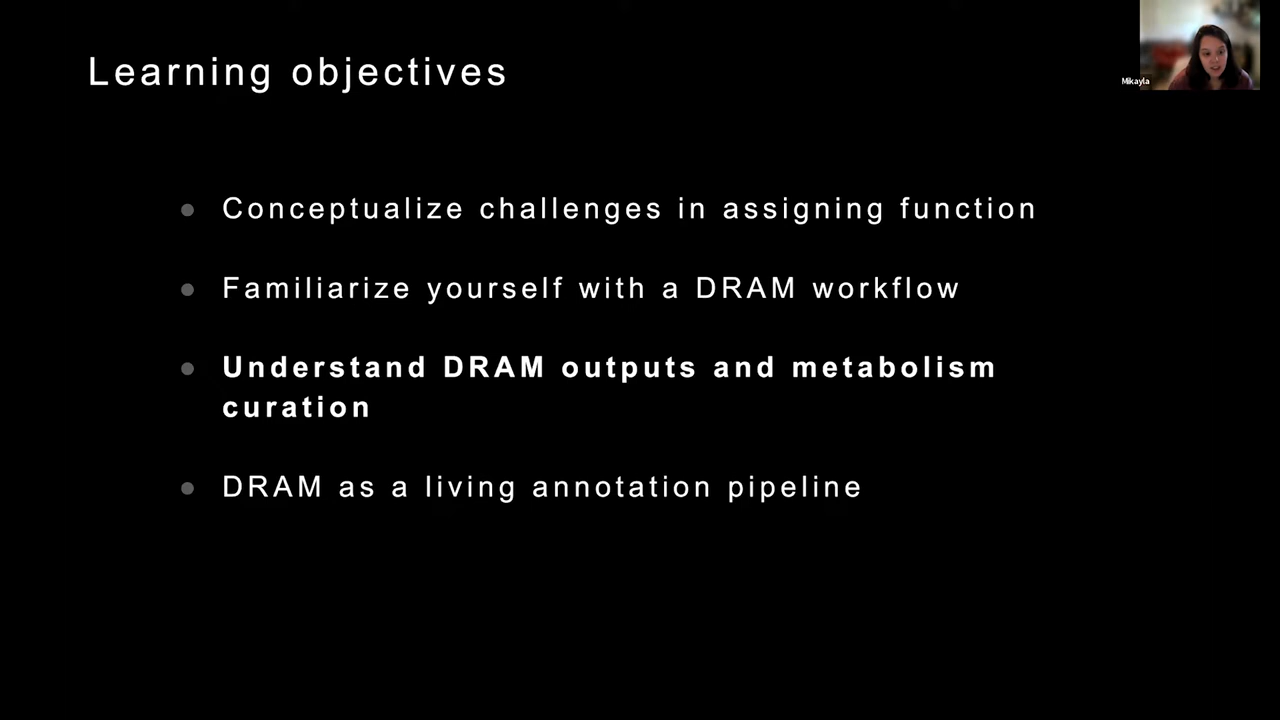 Learning objectives
Mikayla
● Conceptualize challenges in assigning function
● Familiarize yourself with a DRAM workflow
● Understand DRAM outputs and metabolism
curation
● DRAM as a living annotation pipeline